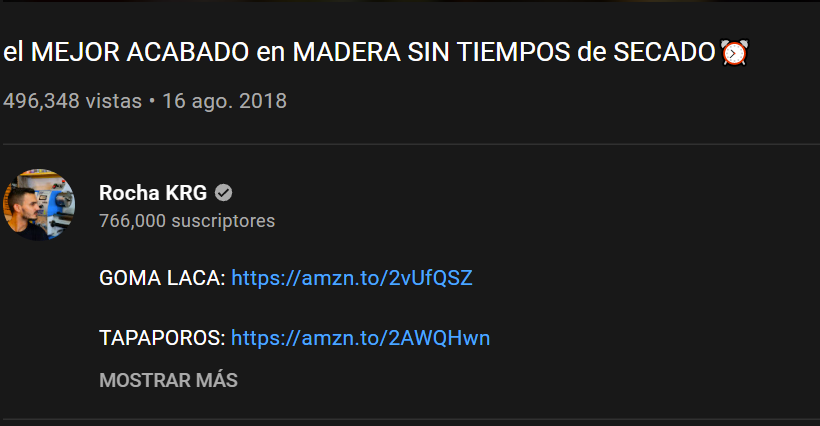 el MEJOR ACABADO en MADERA SIN TIEMPOS de SECADO⏰
496,348 vistas • 16 ago. 2018
Rocha KRG
766,000 suscriptores
GOMA LACA: https://amzn.to/2vUfQSZ
TAPAPOROS: https://amzn.to/2AWQHwn
MOSTRAR MÁS